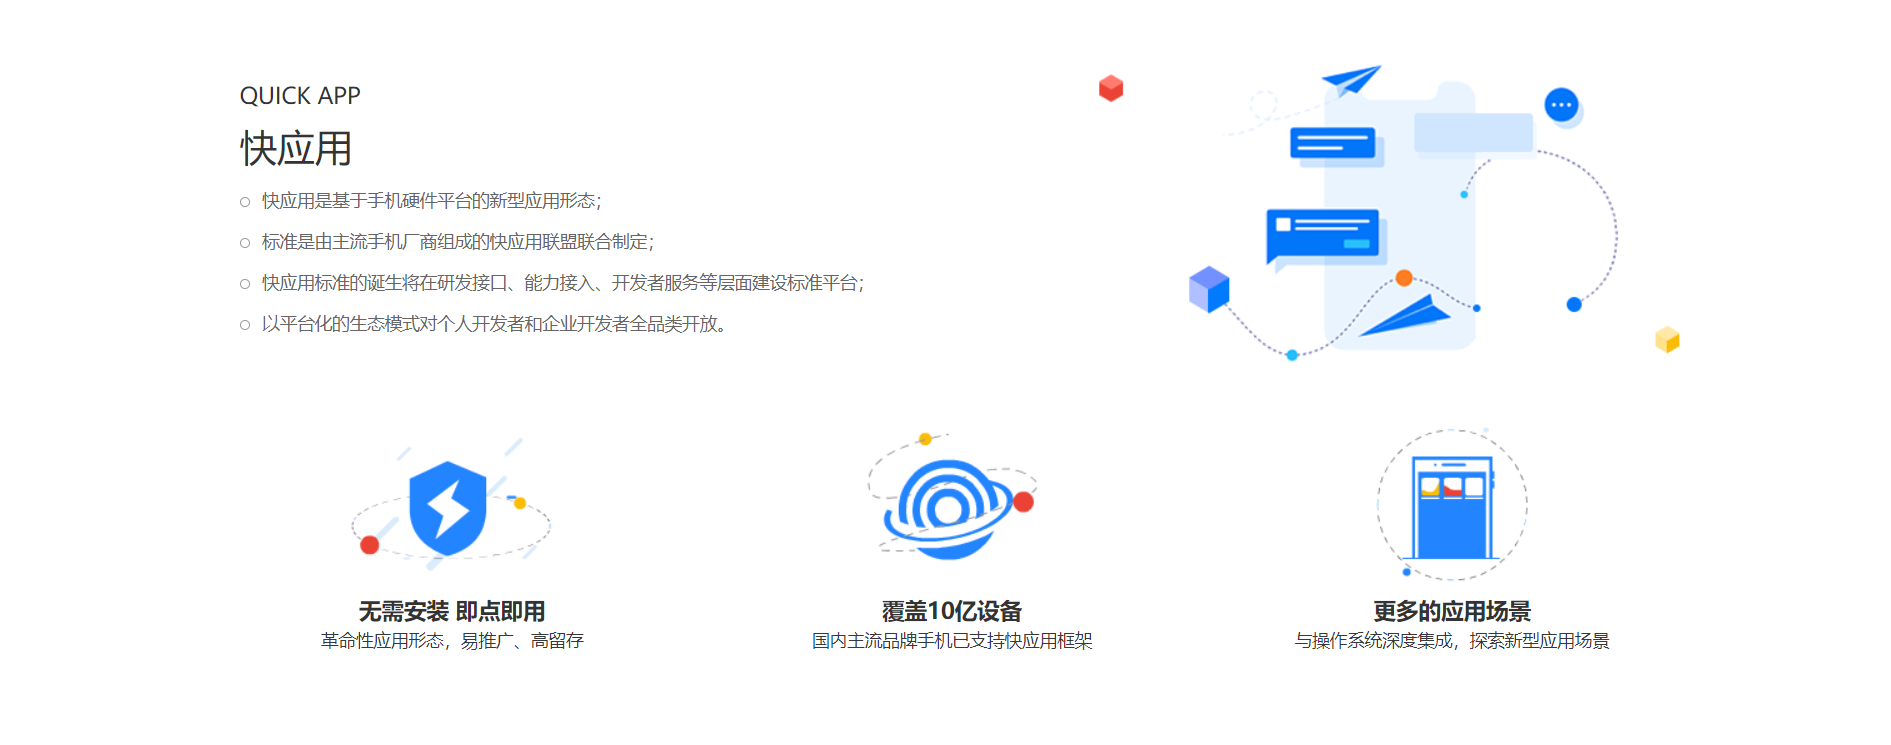 QUICK APP
快应用
快应用是基于手机硬件平台的新型应用形态；
标准是由主流手机厂商组成的快应用联盟联合制定；
快应用标准的诞生将在研发接口、能力接入、开发者服务等层面建设标准平台；
以平台化的生态模式对个人开发者和企业开发者全品类开放。
无需安装 即点即用
革命性应用形态，易推广、高留存
覆盖10亿设备
国内主流品牌手机已支持快应用框架
更多的应用场景
与操作系统深度集成，探索新型应用场景